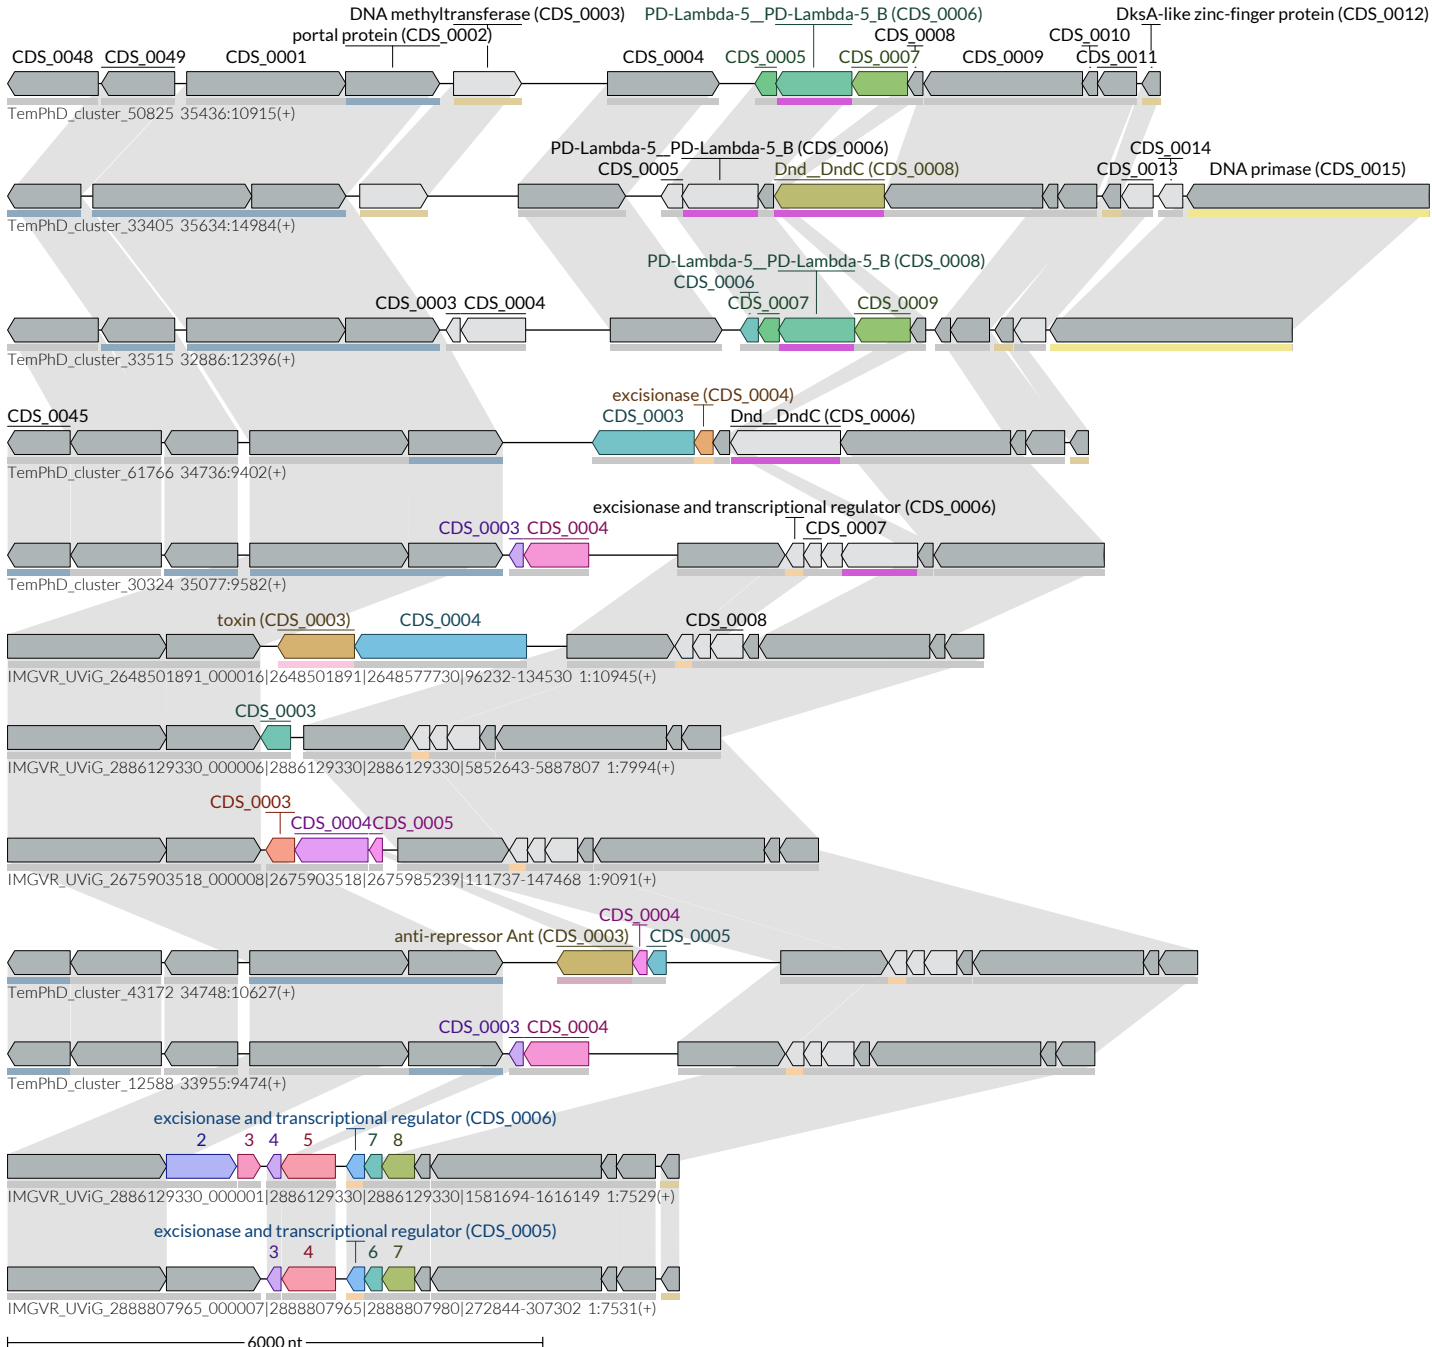 DNA methyltransferase (CDS_0003) PD-Lambda-5__PD-Lambda-5_B (CDS_0006) DksA-like zinc-finger protein (CDS_0012)
portal protein (CDS_0002) CDS_0008 CDS_0010
CDS_0048 CDS_0049 CDS_0001 CDS_0004 CDS_0005 CDS_0007 CDS_0009 CDS_0011
TemPhD_cluster_50825 35436:10915(+)
PD-Lambda-5__PD-Lambda-5_B (CDS_0006) CDS_0014
CDS_0005 Dnd__DndC (CDS_0008) CDS_0013 DNA primase (CDS_0015)
TemPhD_cluster_33405 35634:14984(+)
PD-Lambda-5__PD-Lambda-5_B (CDS_0008)
CDS_0006
CDS_0003 CDS_0004 CDS_0007 CDS_0009
TemPhD_cluster_33515 32886:12396(+)
excisionase (CDS_0004)
CDS_0045 CDS_0003 Dnd__DndC (CDS_0006)
TemPhD_cluster_61766 34736:9402(+)
excisionase and transcriptional regulator (CDS_0006)
CDS_0003 CDS_0004 CDS_0007
TemPhD_cluster_30324 35077:9582(+)
toxin (CDS_0003) CDS_0004 CDS_0008
IMGVR_UViG_2648501891_000016|2648501891|2648577730|96232-134530 1:10945(+)
CDS_0003
IMGVR_UViG_2886129330_000006|2886129330|2886129330|5852643-5887807 1:7994(+)
CDS_0003
CDS_0004 CDS_0005
IMGVR_UViG_2675903518_000008|2675903518|2675985239|111737-147468 1:9091(+)
CDS_0004
anti-repressor Ant (CDS_0003) CDS_0005
TemPhD_cluster_43172 34748:10627(+)
CDS_0003 CDS_0004
TemPhD_cluster_12588 33955:9474(+)
excisionase and transcriptional regulator (CDS_0006)
2 3 4 5 7 8
IMGVR_UViG_2886129330_000001|2886129330|2886129330|1581694-1616149 1:7529(+)
excisionase and transcriptional regulator (CDS_0005)
3 4 6 7
IMGVR_UViG_2888807965_000007|2888807965|2888807980|272844-307302 1:7531(+)
6000 nt